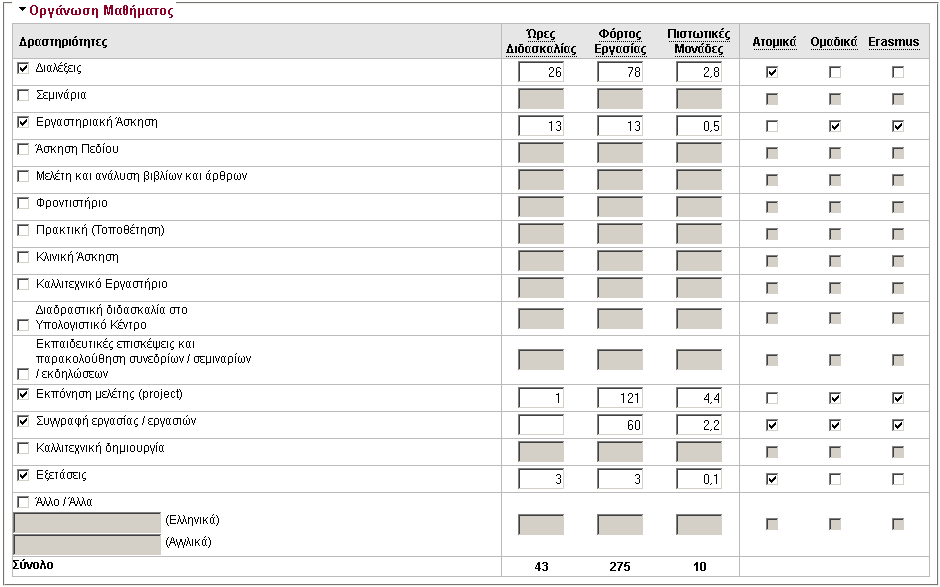 Οργάνωση Μαθήματος
Δραστηριότητες Ώρες Διδασκαλίας Φόρτος Εργασίας Πιστωτικές Μονάδες Ατομικά Ομαδικά Erasmus
Διαλέξεις 26 78 2,8
Σεμινάρια
Εργαστηριακή Άσκηση 13 13 0,5
Άσκηση Πεδίου
Μελέτη και ανάλυση βιβλίων και άρθρων
Φροντιστήριο
Πρακτική (Τοποθέτηση)
Κλινική Άσκηση
Καλλιτεχνικό Εργαστήριο
Διαδραστική διδασκαλία στο
Υπολογιστικό Κέντρο
Εκπαιδευτικές επισκέψεις και
παρακολούθηση συνεδρίων / σεμιναρίων
/ εκδηλώσεων
Εκπόνηση μελέτης (project) 1 121 4,4
Συγγραφή εργασίας / εργασιών 60 2,2
Καλλιτεχνική δημιουργία
Εξετάσεις 3 3 0,1
Άλλο / Άλλα
(Ελληνικά)
(Αγγλικά)
Σύνολο 43 275 10